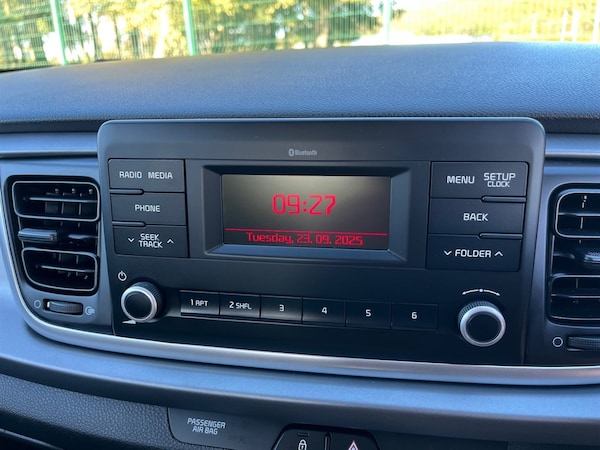 Bluetooth
RADIO MEDIA
PHONE
SEEK
TRACK
09:27
Tuesday, 23. 09. 2025
MENU
SETUP
CLOCK
BACK
FOLDER
1 RPT
2 SHFL
3
4
5
6
PASSENGER
AIR BAG